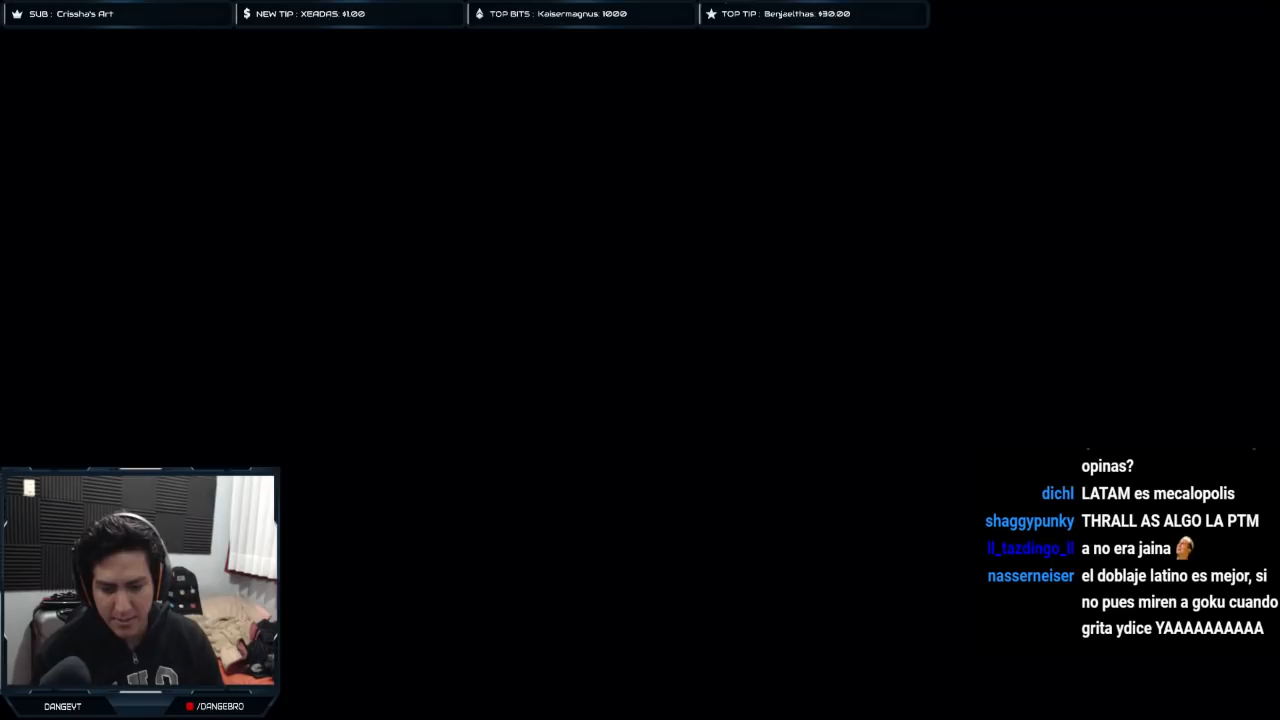 SUB : Crissha's Art
NEW TIP : XEADAS: $1.00
TOP BITS : Kaisermagnus: 1000
TOP TIP : Benjaelthas: $30.00
opinas?
dichl LATAM es mecalopolis
shaggypunky THRALL AS ALGO LA PTM
ll_tazdingo_ll a no era jaina
nasserneiser el doblaje latino es mejor, si
no pues miren a goku cuando
grita ydice YAAAAAAAAAA
DANGEYT
/DANGEBRO